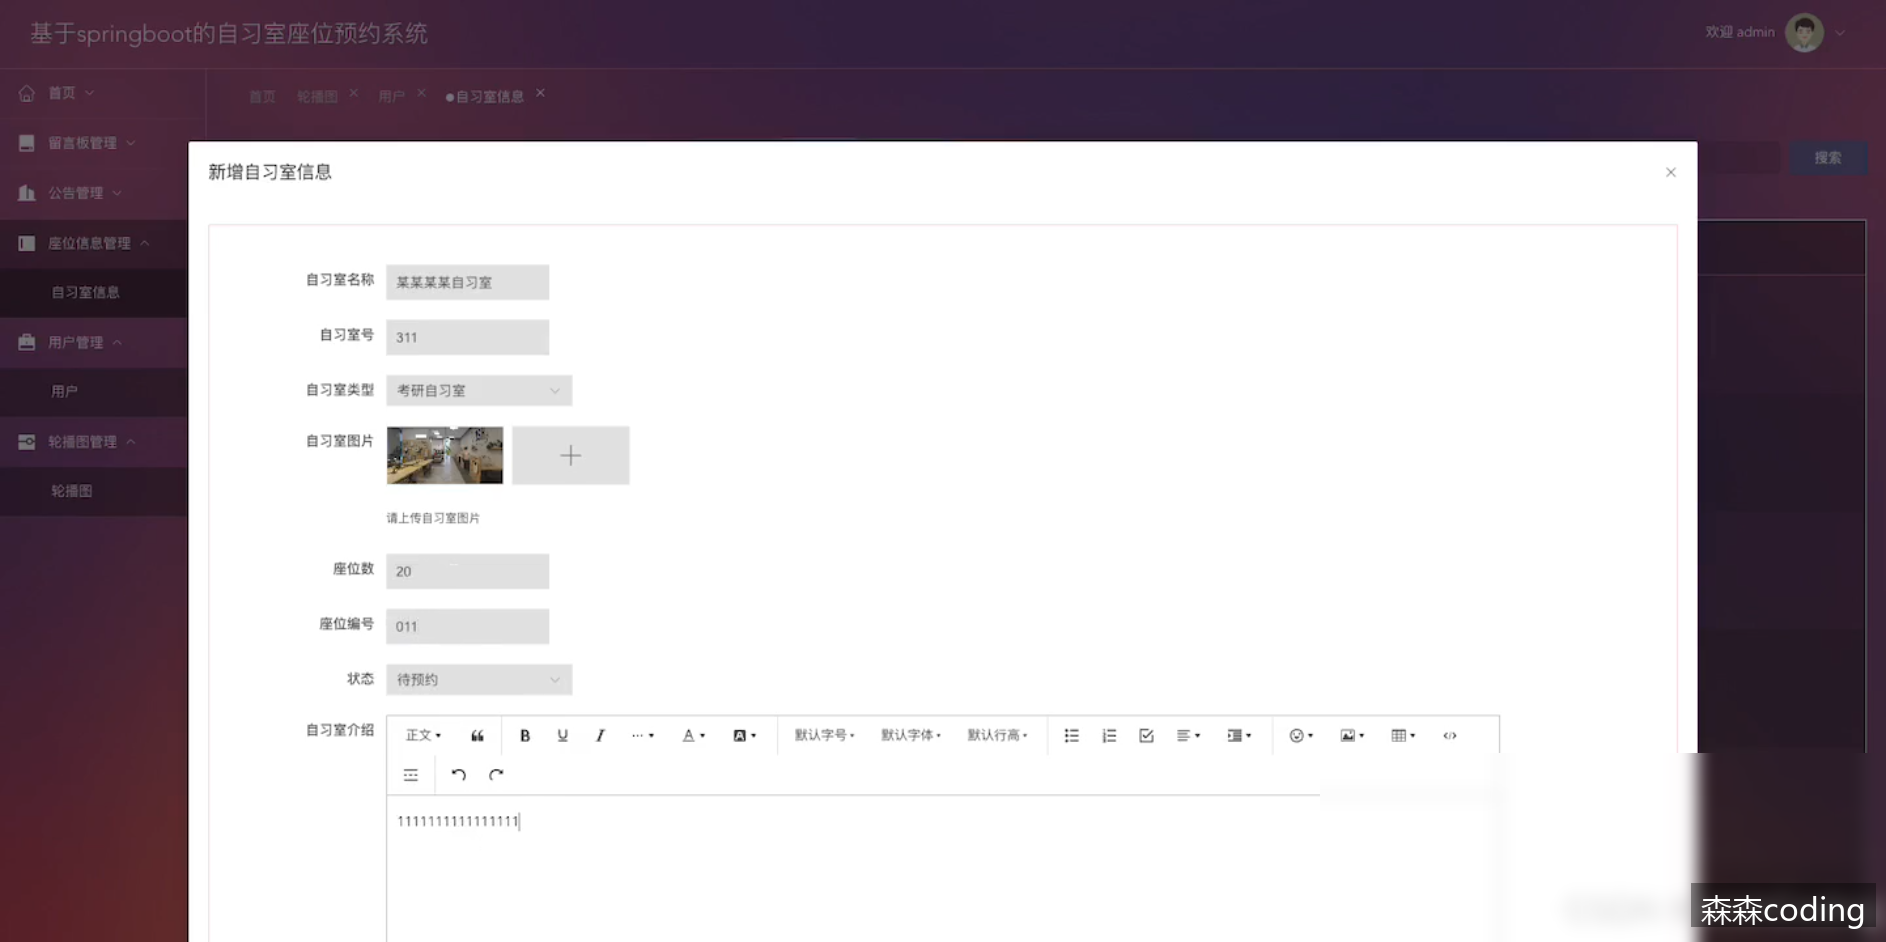 基于springboot的自习室座位预约系统
欢迎 admin
首页
留言板管理
公告管理
座位信息管理
自习室信息
用户管理
用户
轮播图管理
轮播图
首页 轮播图 用户 自习室信息
搜索
新增自习室信息
自习室名称 某某某某自习室
自习室号 311
自习室类型 考研自习室
自习室图片
请上传自习室图片
座位数 20
座位编号 011
状态 待预约
自习室介绍
正文 B U I A A 默认字号 默认字体 默认行高
1111111111111111
森森coding